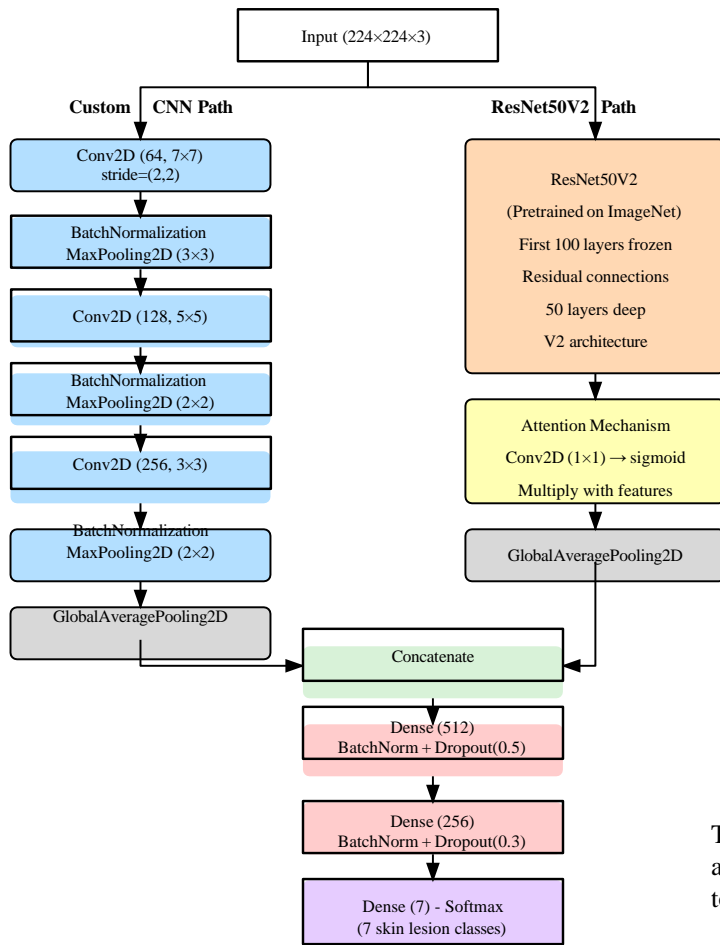 Input (224×224×3)
Custom CNN Path
ResNet50V2 Path
Conv2D (64, 7×7)
stride=(2,2)
BatchNormalization
MaxPooling2D (3×3)
Conv2D (128, 5×5)
BatchNormalization
MaxPooling2D (2×2)
Conv2D (256, 3×3)
BatchNormalization
MaxPooling2D (2×2)
GlobalAveragePooling2D
ResNet50V2
(Pretrained on ImageNet)
First 100 layers frozen
Residual connections
50 layers deep
V2 architecture
Attention Mechanism
Conv2D (1×1) → sigmoid
Multiply with features
GlobalAveragePooling2D
Concatenate
Dense (512)
BatchNorm + Dropout(0.5)
Dense (256)
BatchNorm + Dropout(0.3)
Dense (7) - Softmax
(7 skin lesion classes)